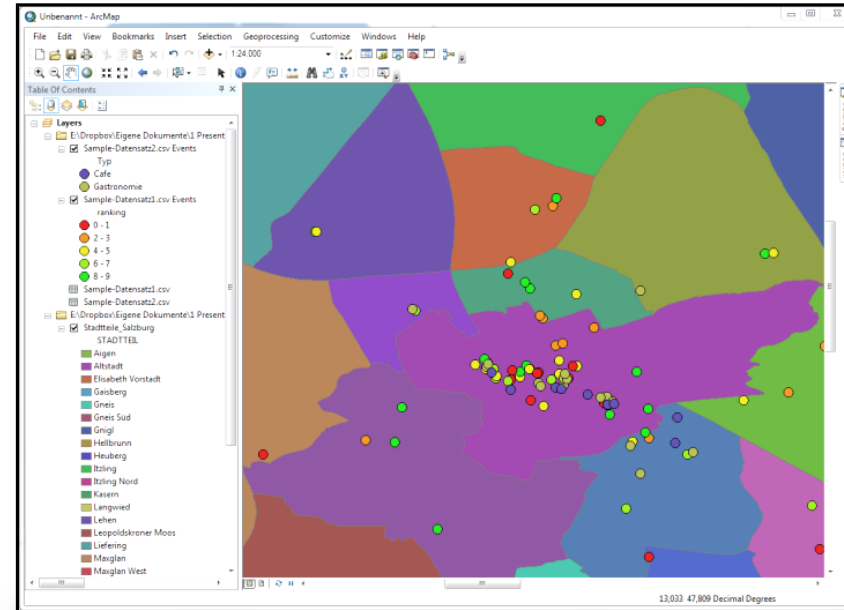 Unbenannt - ArcMap
File Edit View Bookmarks Insert Selection Geoprocessing Customize Windows Help
1:24.000
Table Of Contents
Layers
E:\Dropbox\Eigene Dokumente\1 Present
Sample-Datensatz2.csv Events
Typ
Cafe
Gastronomie
Sample-Datensatz1.csv Events
ranking
0 - 1
2 - 3
4 - 5
6 - 7
8 - 9
Sample-Datensatz1.csv
Sample-Datensatz2.csv
E:\Dropbox\Eigene Dokumente\1 Present
Stadtteile_Salzburg
STADTTEIL
Aigen
Altstadt
Elisabeth Vorstadt
Gaisberg
Gneis
Gneis Süd
Gnigl
Hellbrunn
Heuberg
Itzling
Itzling Nord
Kasern
Langwied
Lehen
Leopoldskroner Moos
Liefering
Maxglan
Maxglan West
13,033 47,809 Decimal Degrees